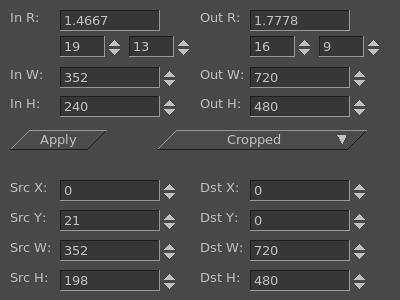 In R: 1.4667 Out R: 1.7778
19 13 16 9
In W: 352 Out W: 720
In H: 240 Out H: 480
Apply Cropped
Src X: 0 Dst X: 0
Src Y: 21 Dst Y: 0
Src W: 352 Dst W: 720
Src H: 198 Dst H: 480